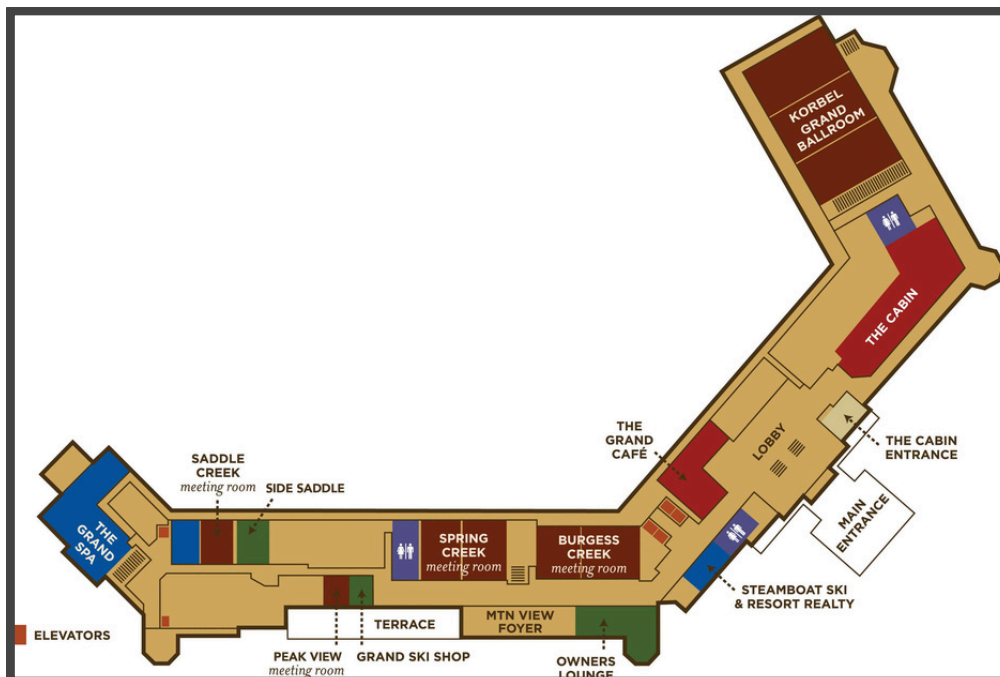 KORBEL
GRAND
BALLROOM
THE CABIN
THE
GRAND
CAFÉ
LOBBY
THE CABIN
ENTRANCE
MAIN
ENTRANCE
SADDLE
CREEK
meeting room
SIDE SADDLE
THE
GRAND
SPA
SPRING
CREEK
meeting room
BURGESS
CREEK
meeting room
STEAMBOAT SKI
& RESORT REALTY
TERRACE
MTN VIEW
FOYER
ELEVATORS
PEAK VIEW
meeting room
GRAND SKI SHOP
OWNERS
LOUNGE